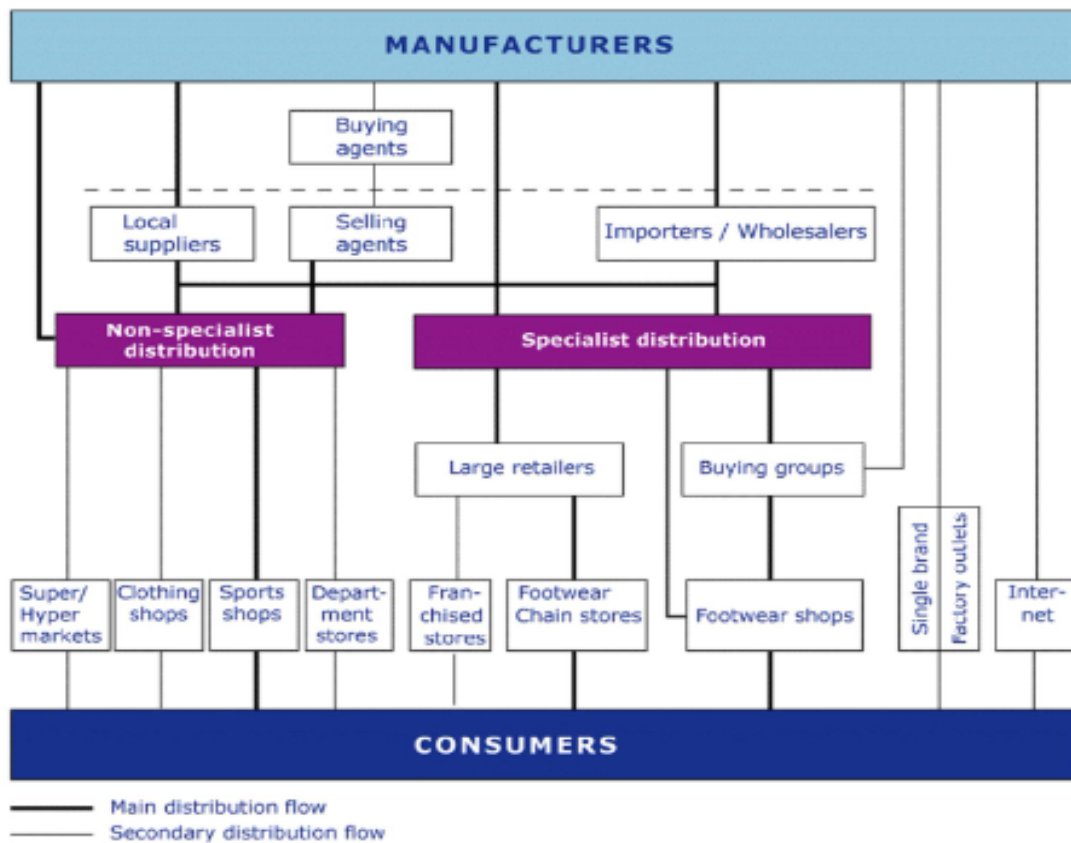 MANUFACTURERS
Buying
agents
Local
suppliers
Selling
agents
Importers / Wholesalers
Non-specialist
distribution
Specialist distribution
Large retailers
Buying groups
Super/
Hyper
markets
Clothing
shops
Sports
shops
Depart-
ment
stores
Fran-
chised
stores
Footwear
Chain stores
Footwear shops
Single brand
Factory outlets
Inter-
net
CONSUMERS
Main distribution flow
Secondary distribution flow